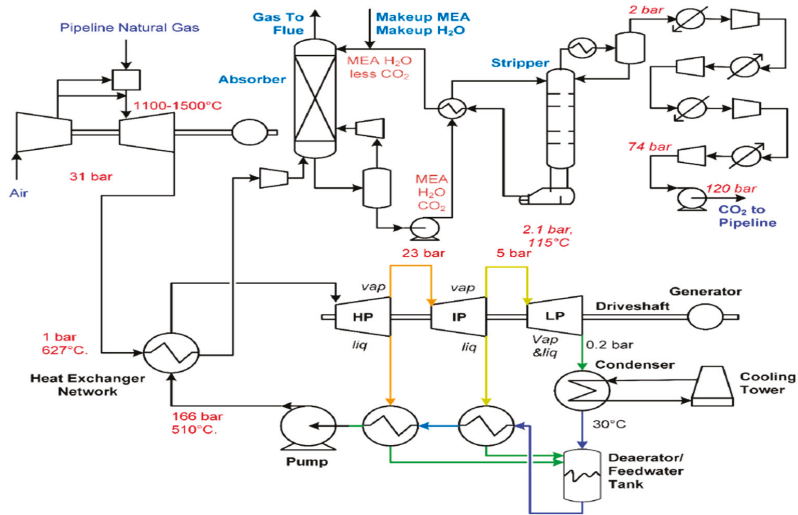 Gas To
Flue
Makeup MEA
Makeup H₂O
2 bar
Pipeline Natural Gas
MEA H₂O
less CO₂
Stripper
Absorber
1100-1500°C
31 bar
Air
74 bar
MEA
H₂O
CO₂
120 bar
CO₂ to
Pipeline
2.1 bar,
115°C
23 bar
5 bar
vap
vap
Generator
HP
IP
LP
Driveshaft
liq
liq
Vap
&liq
0.2 bar
1 bar
627°C.
Condenser
Cooling
Tower
Heat Exchanger
Network
166 bar
510°C.
30°C
Pump
Deaerator/
Feedwater
Tank